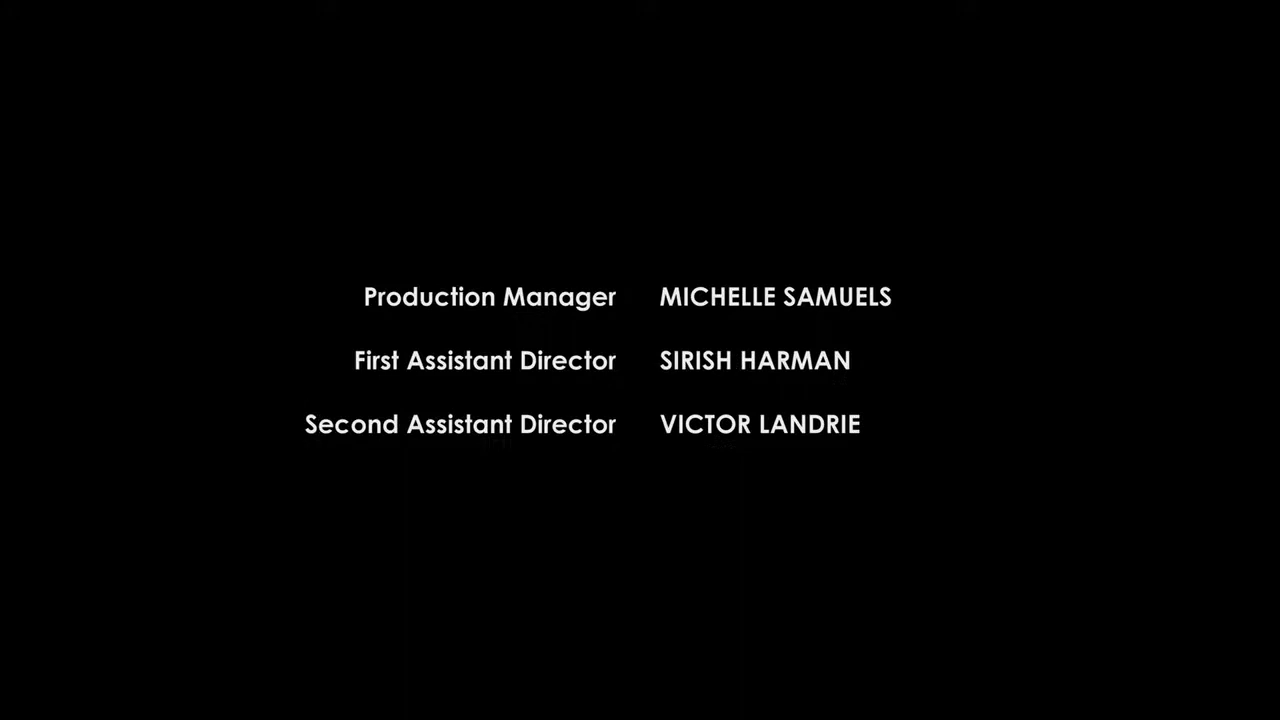 Production Manager MICHELLE SAMUELS
First Assistant Director SIRISH HARMAN
Second Assistant Director VICTOR LANDRIE